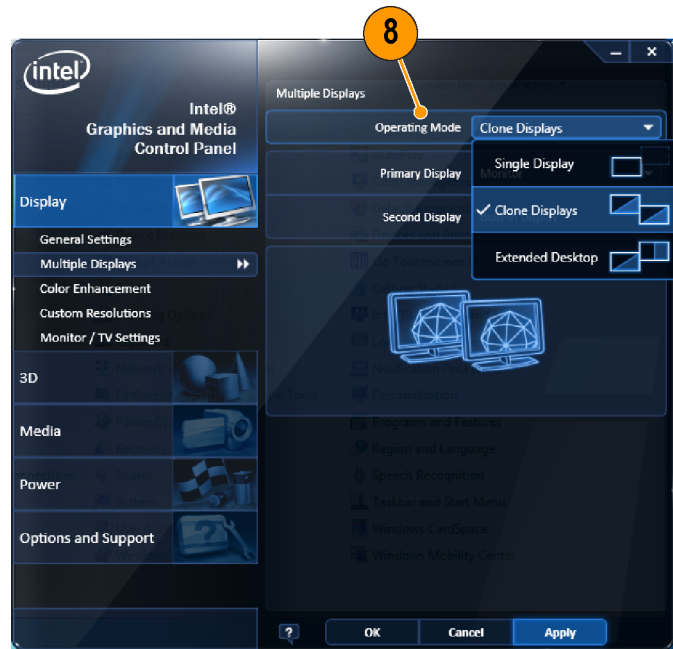 8
intel
Intel®
Graphics and Media
Control Panel
Display
General Settings
Multiple Displays
Color Enhancement
Custom Resolutions
Monitor / TV Settings
3D
Media
Power
Options and Support
Multiple Displays
Operating Mode Clone Displays
Primary Display Monitor
Second Display
Single Display
Clone Displays
Extended Desktop
Personalization
Programs and Features
Region and Language
Speech Recognition
Taskbar and Start Menu
Windows CardSpace
Windows Mobility Center
? OK Cancel Apply